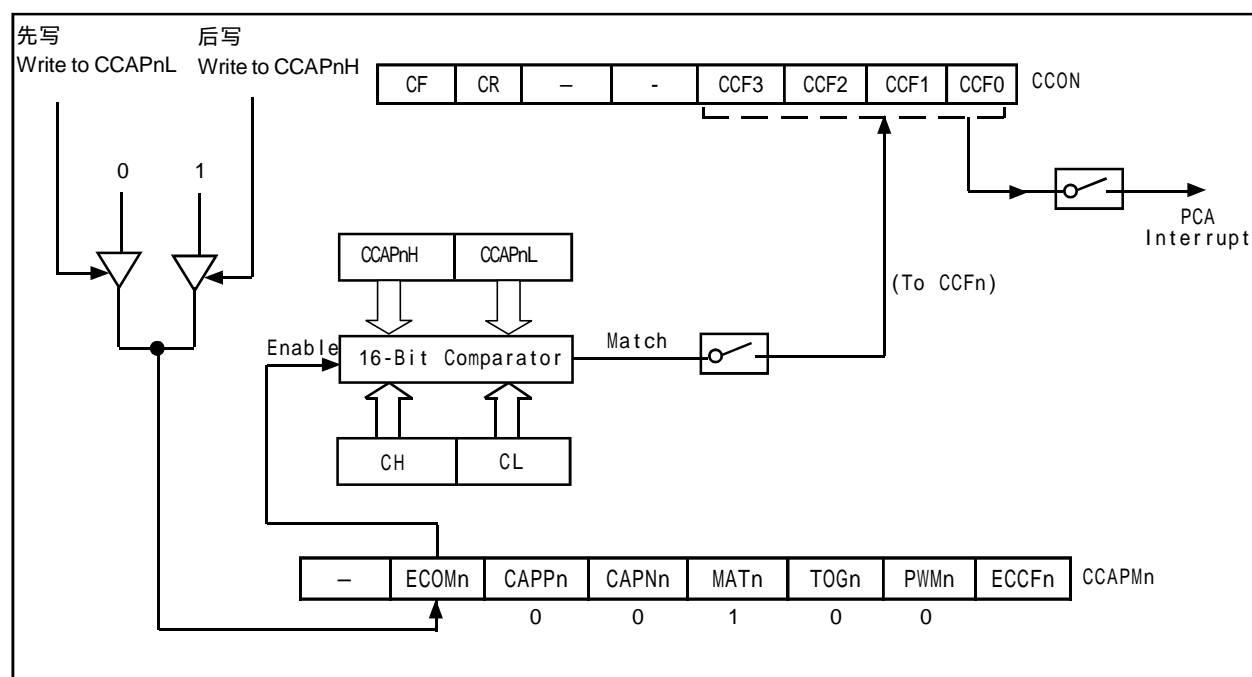 先写
Write to CCAPnL
后写
Write to CCAPnH
CF CR – - CCF3 CCF2 CCF1 CCF0 CCON
0 1
PCA
Interrupt
CCAPnH CCAPnL
(To CCFn)
Enable
16-Bit Comparator
Match
CH CL
– ECOMn CAPPn CAPNn MATn TOGn PWMn ECCFn CCAPMn
0 0 1 0 0